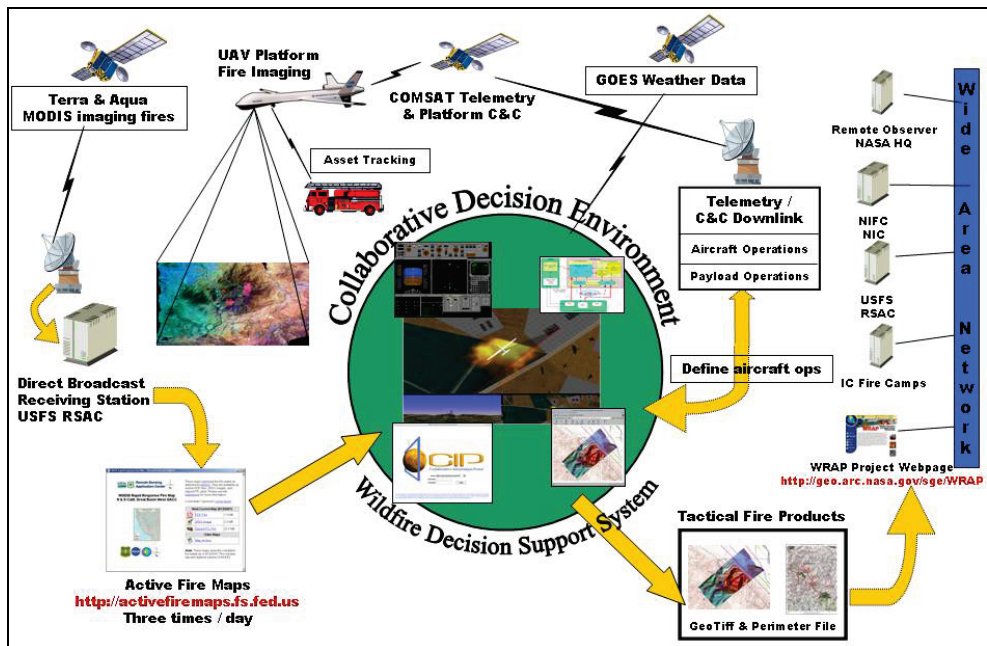 UAV Platform
Fire Imaging
Terra & Aqua
MODIS imaging fires
COMSAT Telemetry
& Platform C&C
GOES Weather Data
Asset Tracking
Remote Observer
NASA HQ
NIFC
NIC
USFS
RSAC
IC Fire Camps
Wide Area Network
Telemetry /
C&C Downlink
Aircraft Operations
Payload Operations
Collaborative Decision Environment
Wildfire Decision Support System
CIP
Define aircraft ops
Direct Broadcast
Receiving Station
USFS RSAC
Active Fire Maps
http://activefiremaps.fs.fed.us
Three times / day
WRAP
WRAP Project Webpage
http://geo.arc.nasa.gov/sge/WRAP
Tactical Fire Products
GeoTiff & Perimeter File